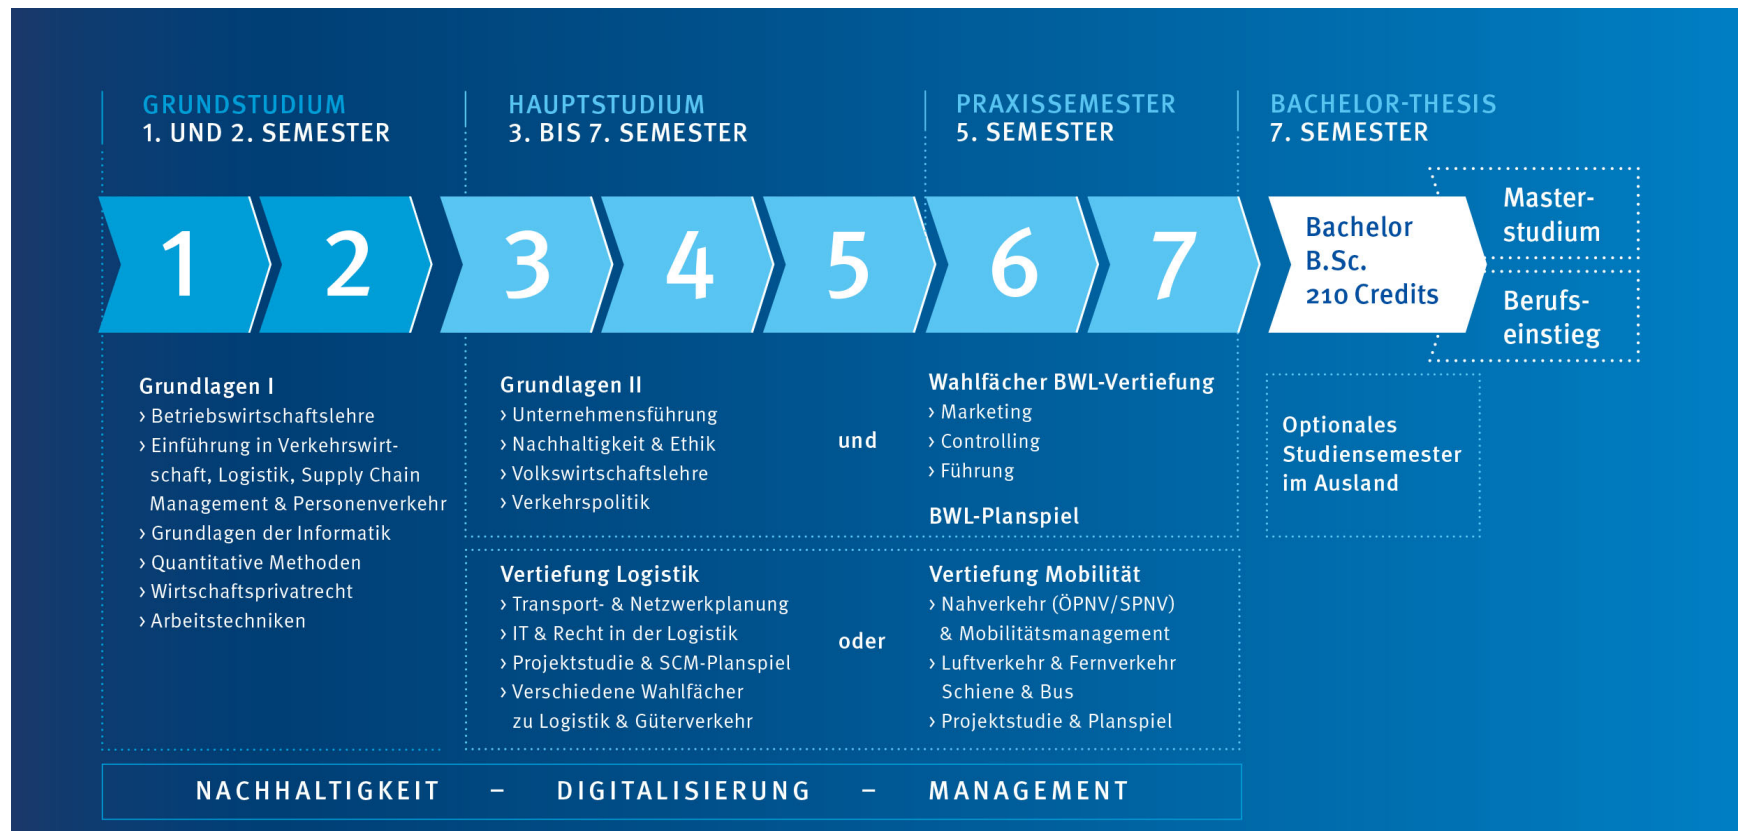 GRUNDSTUDIUM
1. UND 2. SEMESTER
HAUPTSTUDIUM
3. BIS 7. SEMESTER
PRAXISSEMESTER
5. SEMESTER
BACHELOR-THESIS
7. SEMESTER
1
2
3
4
5
6
7
Bachelor
B.Sc.
210 Credits
Master-
studium
Berufs-
einstieg
Grundlagen I
› Betriebswirtschaftslehre
› Einführung in Verkehrswirt-
schaft, Logistik, Supply Chain
Management & Personenverkehr
› Grundlagen der Informatik
› Quantitative Methoden
› Wirtschaftsprivatrecht
› Arbeitstechniken
Grundlagen II
› Unternehmensführung
› Nachhaltigkeit & Ethik
› Volkswirtschaftslehre
› Verkehrspolitik
und
Wahlfächer BWL-Vertiefung
› Marketing
› Controlling
› Führung
BWL-Planspiel
Optionales
Studiensemester
im Ausland
Vertiefung Logistik
› Transport- & Netzwerkplanung
› IT & Recht in der Logistik
› Projektstudie & SCM-Planspiel
› Verschiedene Wahlfächer
zu Logistik & Güterverkehr
oder
Vertiefung Mobilität
› Nahverkehr (ÖPNV/SPNV)
& Mobilitätsmanagement
› Luftverkehr & Fernverkehr
Schiene & Bus
› Projektstudie & Planspiel
NACHHALTIGKEIT – DIGITALISIERUNG – MANAGEMENT